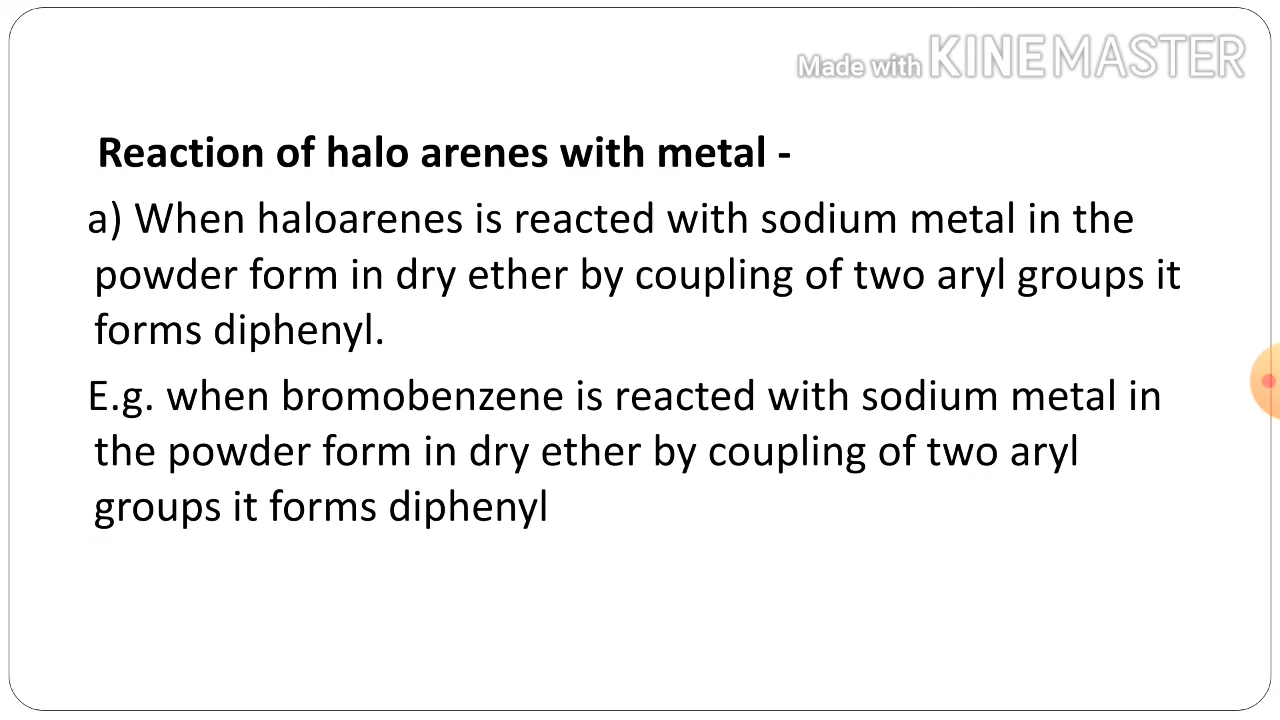 Made with KINEMASTER
Reaction of halo arenes with metal -
a) When haloarenes is reacted with sodium metal in the
powder form in dry ether by coupling of two aryl groups it
forms diphenyl.
E.g. when bromobenzene is reacted with sodium metal in
the powder form in dry ether by coupling of two aryl
groups it forms diphenyl